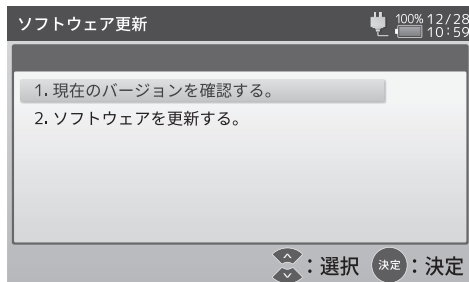 ソフトウェア更新
100% 12/28
10:59
1. 現在のバージョンを確認する。
2. ソフトウェアを更新する。
：選択 決定：決定